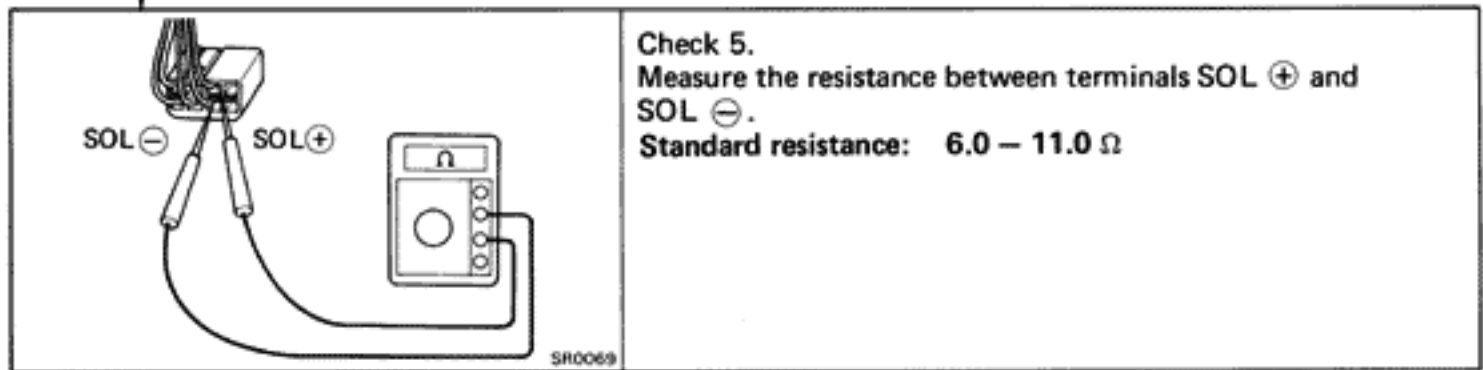 SOL ⊖
SOL ⊕
Ω
SR0069
Check 5.
Measure the resistance between terminals SOL ⊕ and
SOL ⊖.
Standard resistance: 6.0 – 11.0 Ω